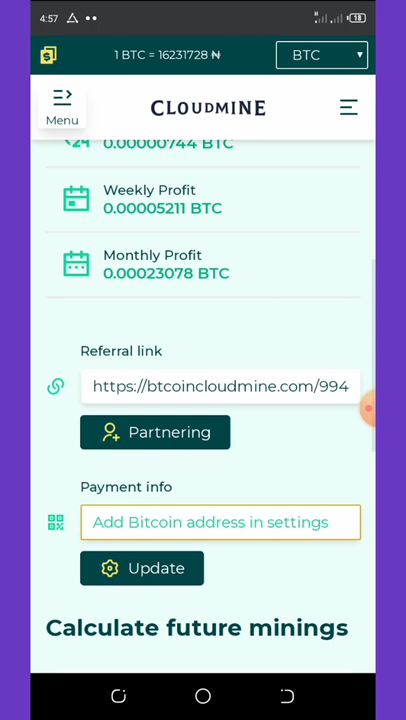 4:57
18
1 BTC = 16231728 ₦
BTC
Menu
CLOUDMINE
24
0.00000744 BTC
Weekly Profit
0.00005211 BTC
Monthly Profit
0.00023078 BTC
Referral link
https://btcoincloudmine.com/994
Partnering
Payment info
Add Bitcoin address in settings
Update
Calculate future minings